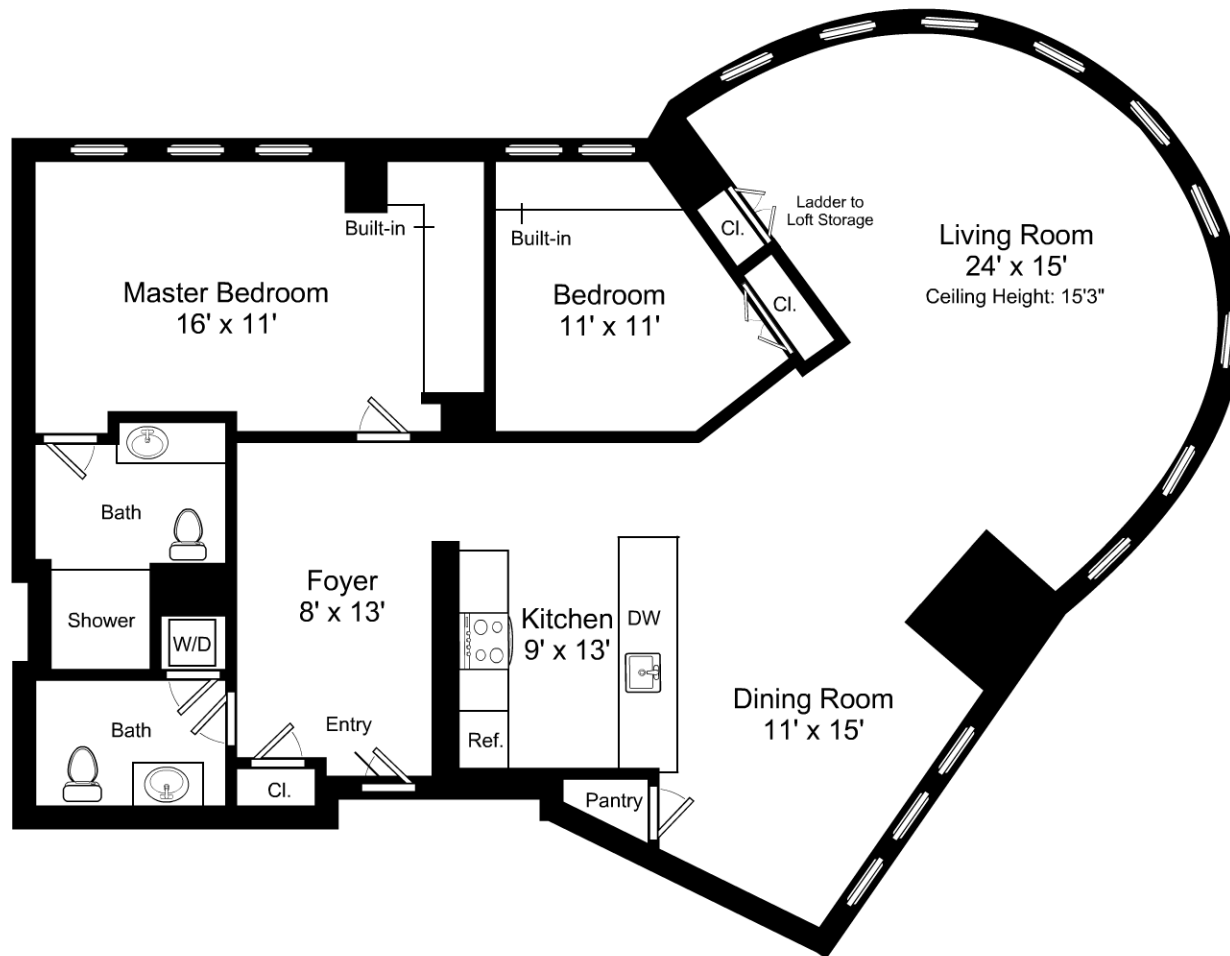 Master Bedroom
16' x 11'
Built-in
Built-in
Bedroom
11' x 11'
Cl.
Cl.
Ladder to
Loft Storage
Living Room
24' x 15'
Ceiling Height: 15'3"
Bath
Shower
W/D
Bath
Foyer
8' x 13'
Entry
Cl.
Kitchen
9' x 13'
DW
Ref.
Pantry
Dining Room
11' x 15'